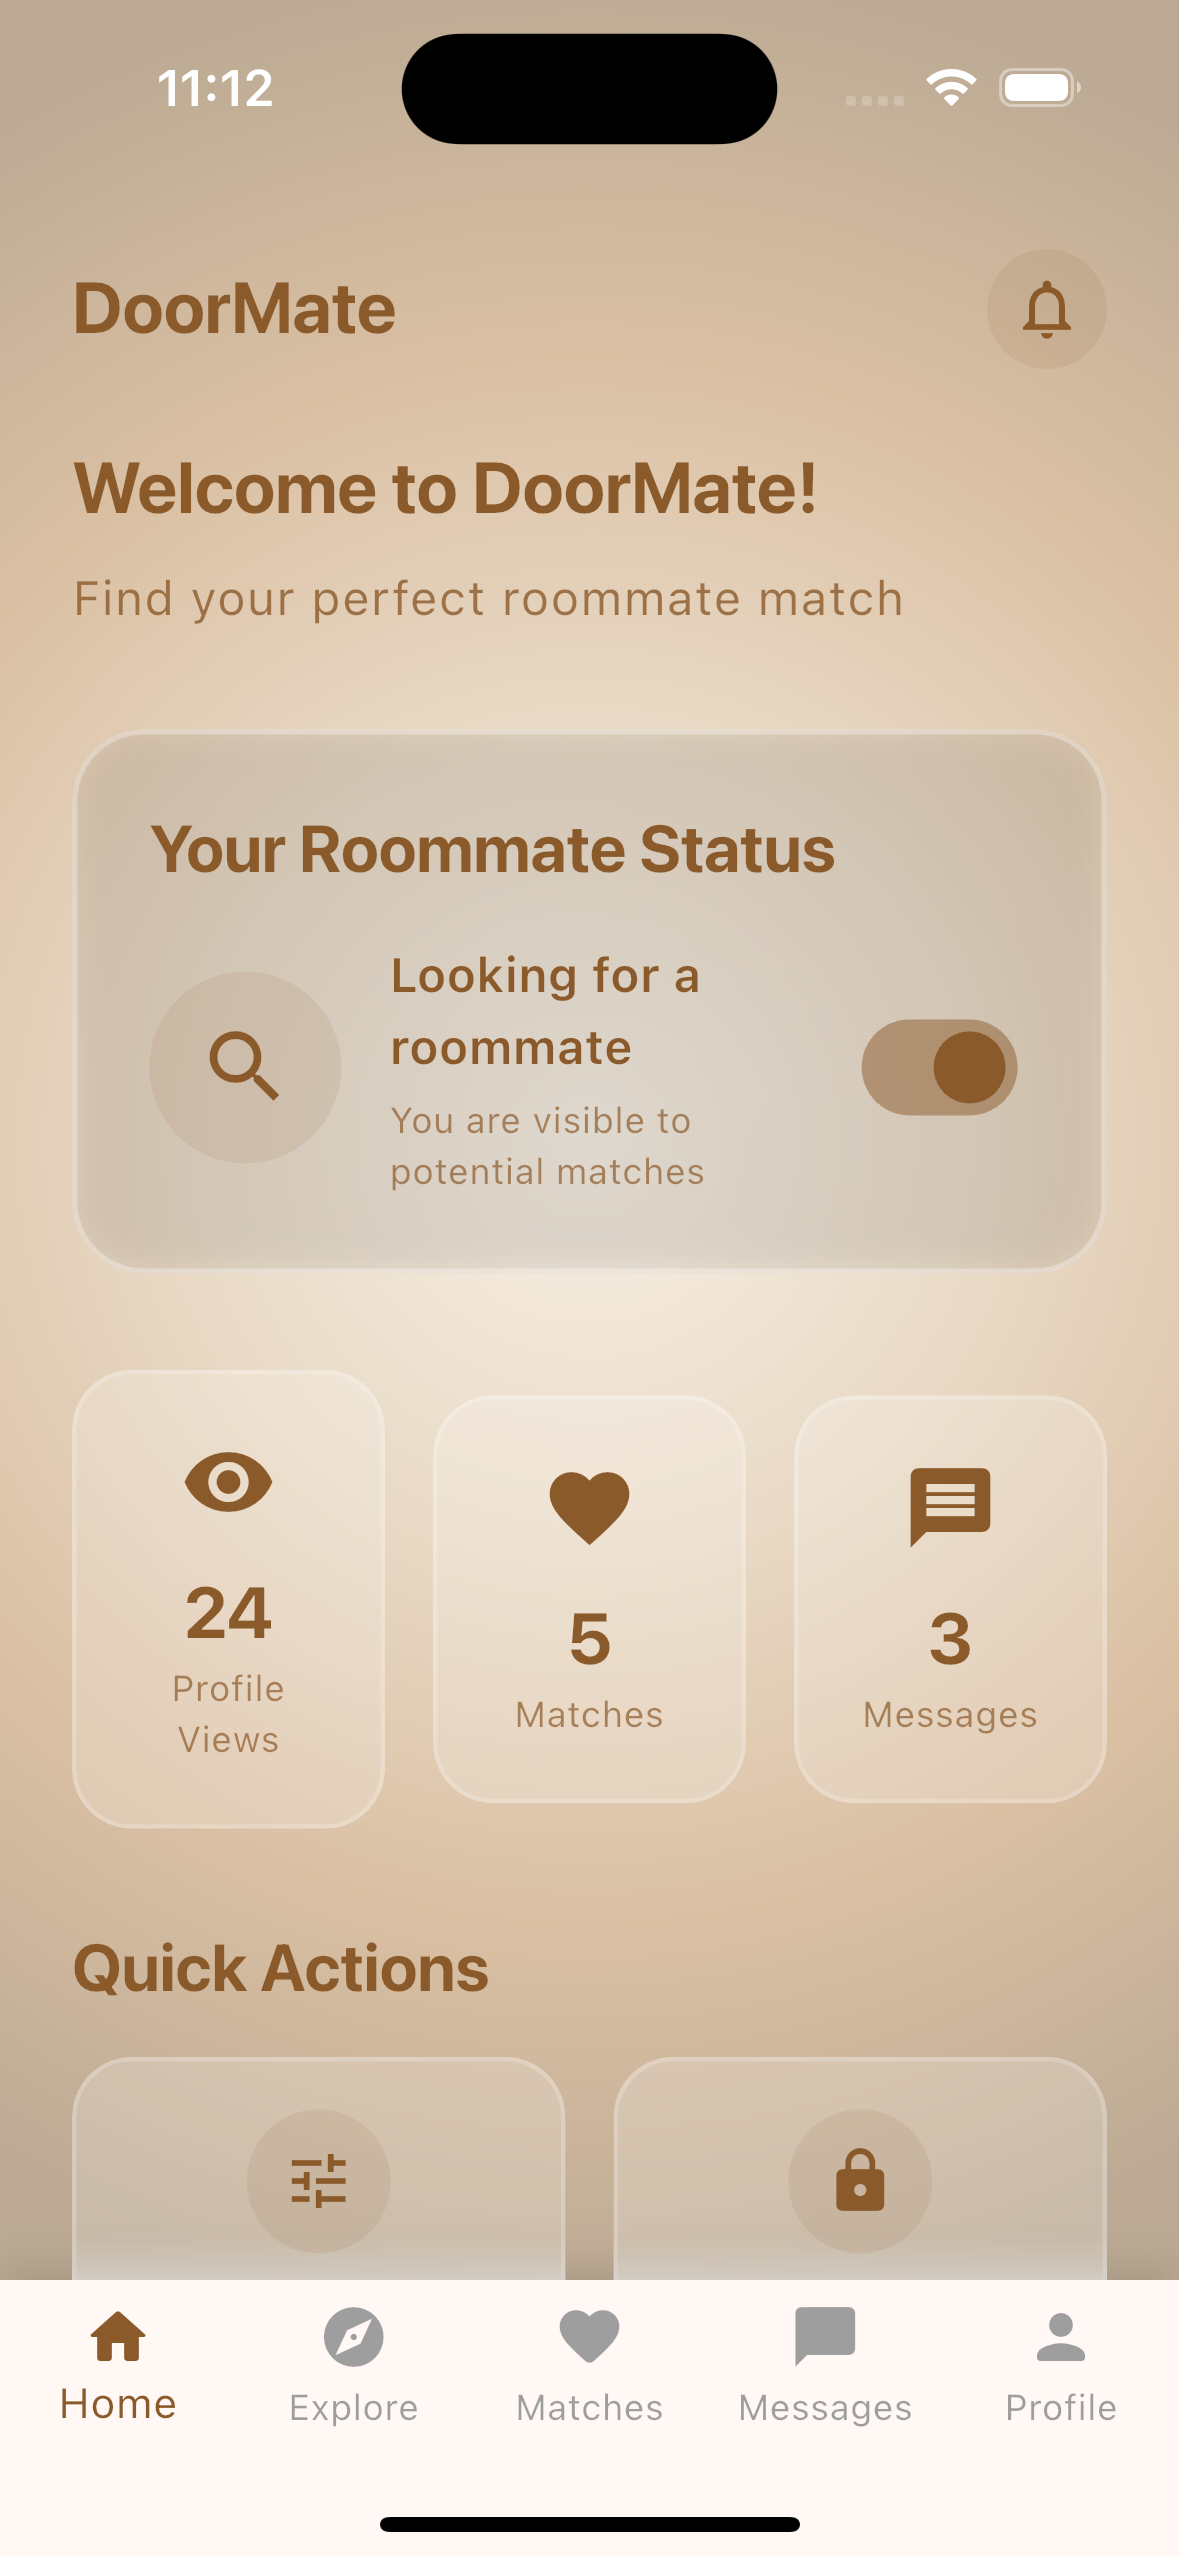 11:12
DoorMate
Welcome to DoorMate!
Find your perfect roommate match
Your Roommate Status
Looking for a
roommate
You are visible to
potential matches
24
Profile
Views
5
Matches
3
Messages
Quick Actions
Home
Explore
Matches
Messages
Profile